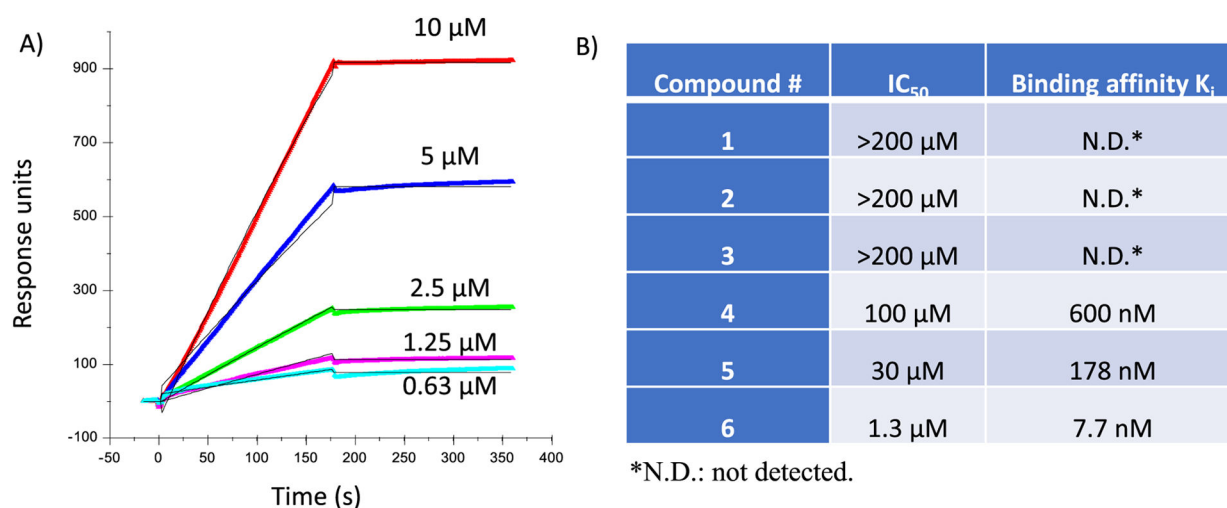 A)
10 µM
5 µM
2.5 µM
1.25 µM
0.63 µM
Response units
900
700
500
300
100
-100
-50
0
50
100
150
200
250
300
350
400
Time (s)
B)
Compound # IC50 Binding affinity Ki
1 >200 µM N.D.*
2 >200 µM N.D.*
3 >200 µM N.D.*
4 100 µM 600 nM
5 30 µM 178 nM
6 1.3 µM 7.7 nM
*N.D.: not detected.